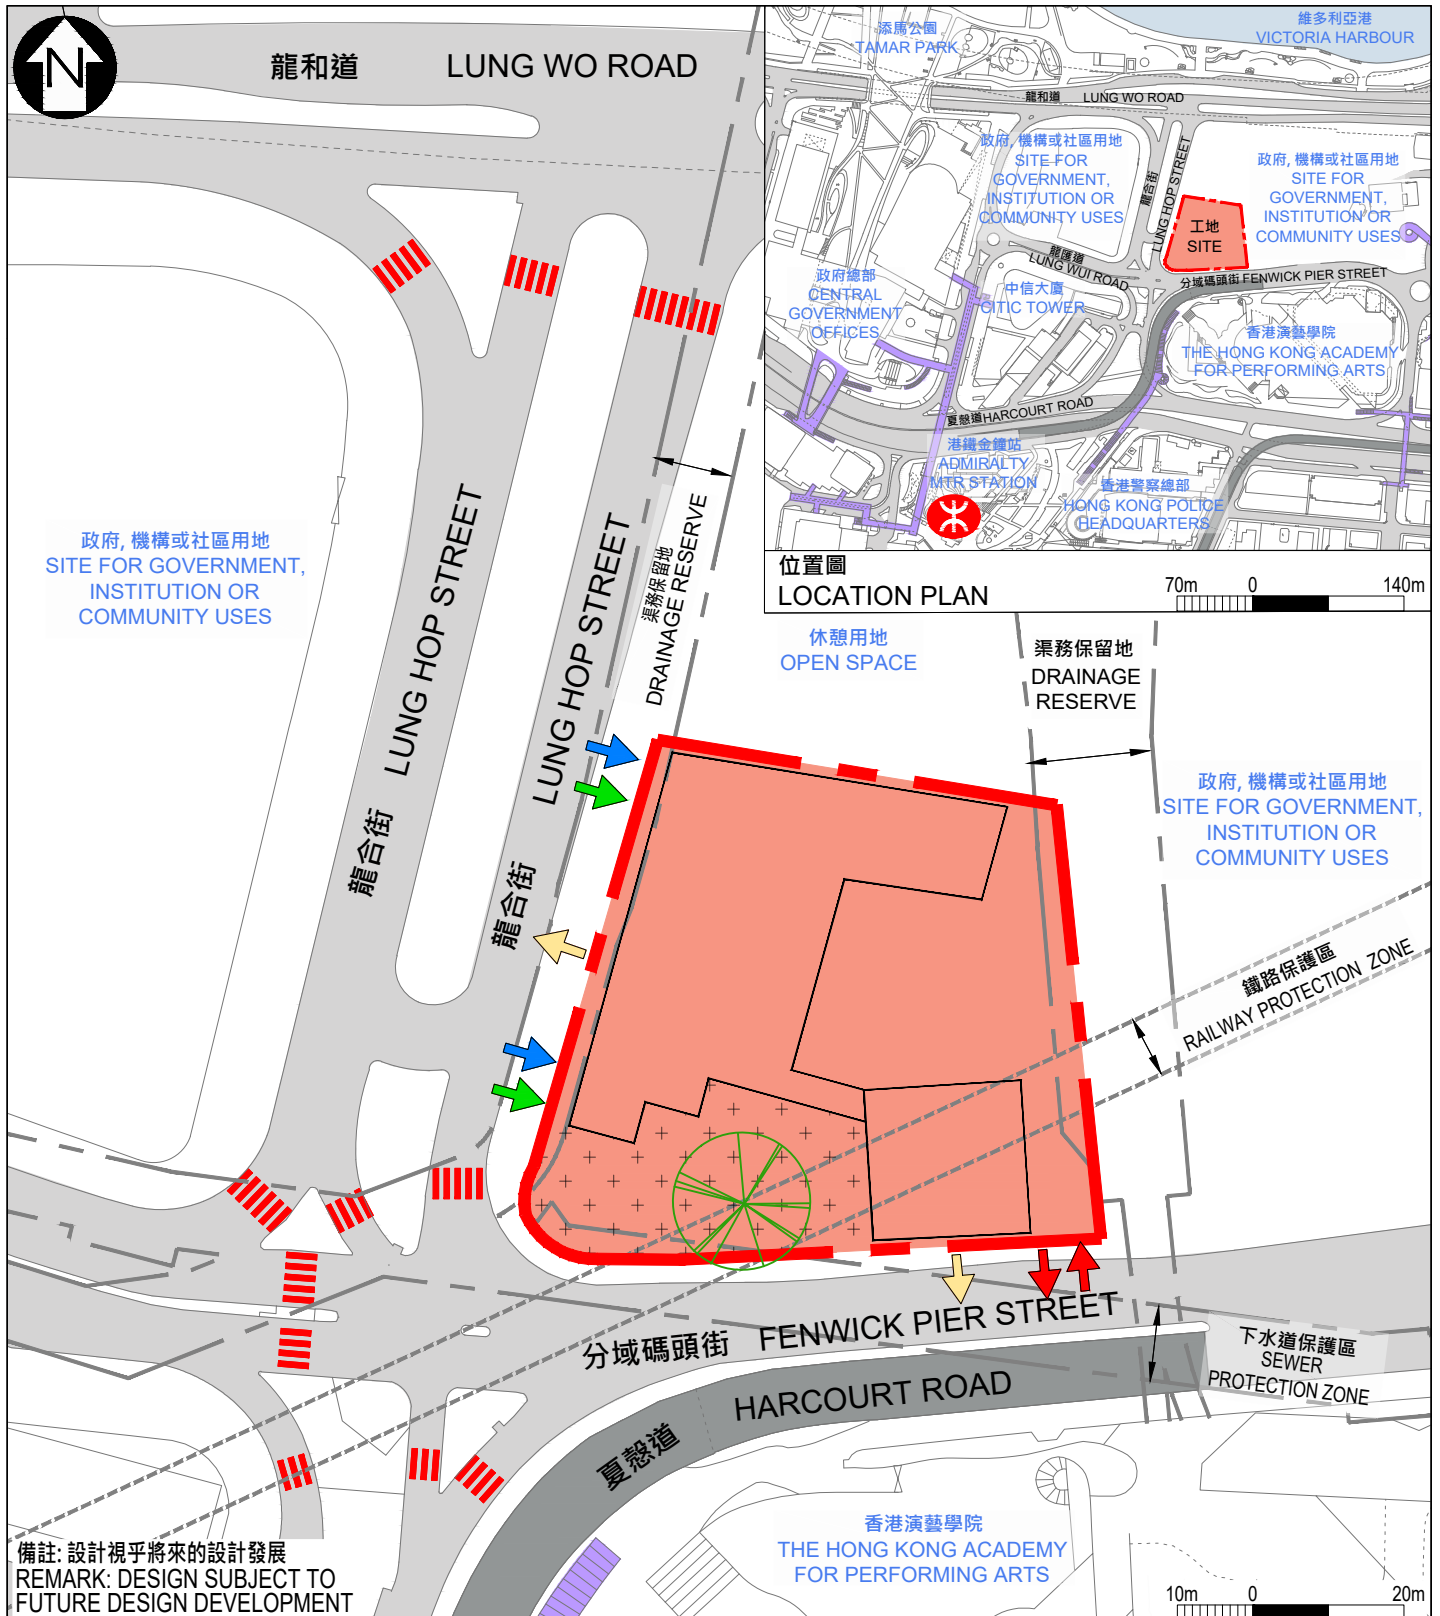 N
龍和道 LUNG WO ROAD
添馬公園
TAMAR PARK
維多利亞港
VICTORIA HARBOUR
龍和道 LUNG WO ROAD
政府, 機構或社區用地
SITE FOR
GOVERNMENT,
INSTITUTION OR
COMMUNITY USES
龍合街 LUNG HOP STREET
政府, 機構或社區用地
SITE FOR
GOVERNMENT,
INSTITUTION OR
COMMUNITY USES
工地
SITE
龍匯道
LUNG WUI ROAD
分域碼頭街 FENWICK PIER STREET
政府總部
CENTRAL
GOVERNMENT
OFFICES
中信大廈
CITIC TOWER
香港演藝學院
THE HONG KONG ACADEMY
FOR PERFORMING ARTS
夏慤道 HARCOURT ROAD
港鐵金鐘站
ADMIRALTY
MTR STATION
香港警察總部
HONG KONG POLICE
HEADQUARTERS
位置圖
LOCATION PLAN
70m 0 140m
政府, 機構或社區用地
SITE FOR GOVERNMENT,
INSTITUTION OR
COMMUNITY USES
龍合街 LUNG HOP STREET
龍合街 LUNG HOP STREET
渠務保留地
DRAINAGE RESERVE
休憩用地
OPEN SPACE
渠務保留地
DRAINAGE
RESERVE
政府, 機構或社區用地
SITE FOR GOVERNMENT,
INSTITUTION OR
COMMUNITY USES
鐵路保護區
RAILWAY PROTECTION ZONE
分域碼頭街 FENWICK PIER STREET
夏慤道 HARCOURT ROAD
下水道保護區
SEWER
PROTECTION ZONE
香港演藝學院
THE HONG KONG ACADEMY
FOR PERFORMING ARTS
備註: 設計視乎將來的設計發展
REMARK: DESIGN SUBJECT TO
FUTURE DESIGN DEVELOPMENT
10m 0 20m